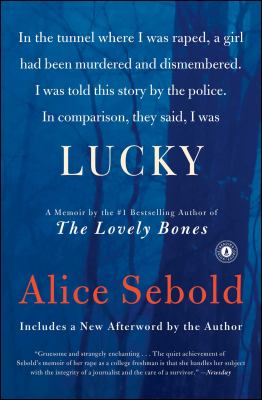 In the tunnel where I was raped, a girl
had been murdered and dismembered.
I was told this story by the police.
In comparison, they said, I was
LUCKY
A Memoir by the #1 Bestselling Author of
The Lovely Bones
Alice Sebold
Includes a New Afterword by the Author
"Gruesome and strangely enchanting . . . The quiet achievement of
Sebold's memoir of her rape as a college freshman is that she handles her subject
with the integrity of a journalist and the care of a survivor." —Newsday